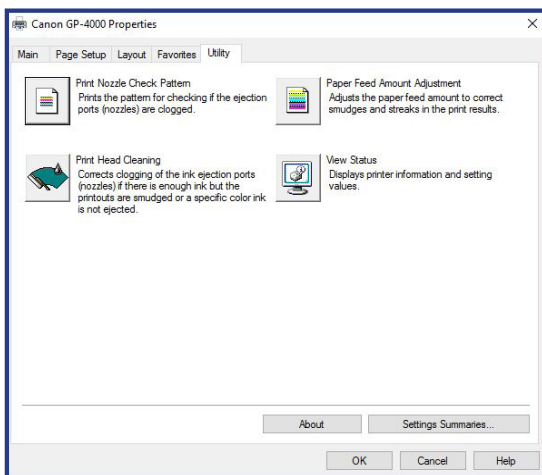 Canon GP-4000 Properties
Main Page Setup Layout Favorites Utility
Print Nozzle Check Pattern
Prints the pattern for checking if the ejection
ports (nozzles) are clogged.
Paper Feed Amount Adjustment
Adjusts the paper feed amount to correct
smudges and streaks in the print results.
Print Head Cleaning
Corrects clogging of the ink ejection ports
(nozzles) if there is enough ink but the
printouts are smudged or a specific color ink
is not ejected.
View Status
Displays printer information and setting
values.
About Settings Summaries...
OK Cancel Help